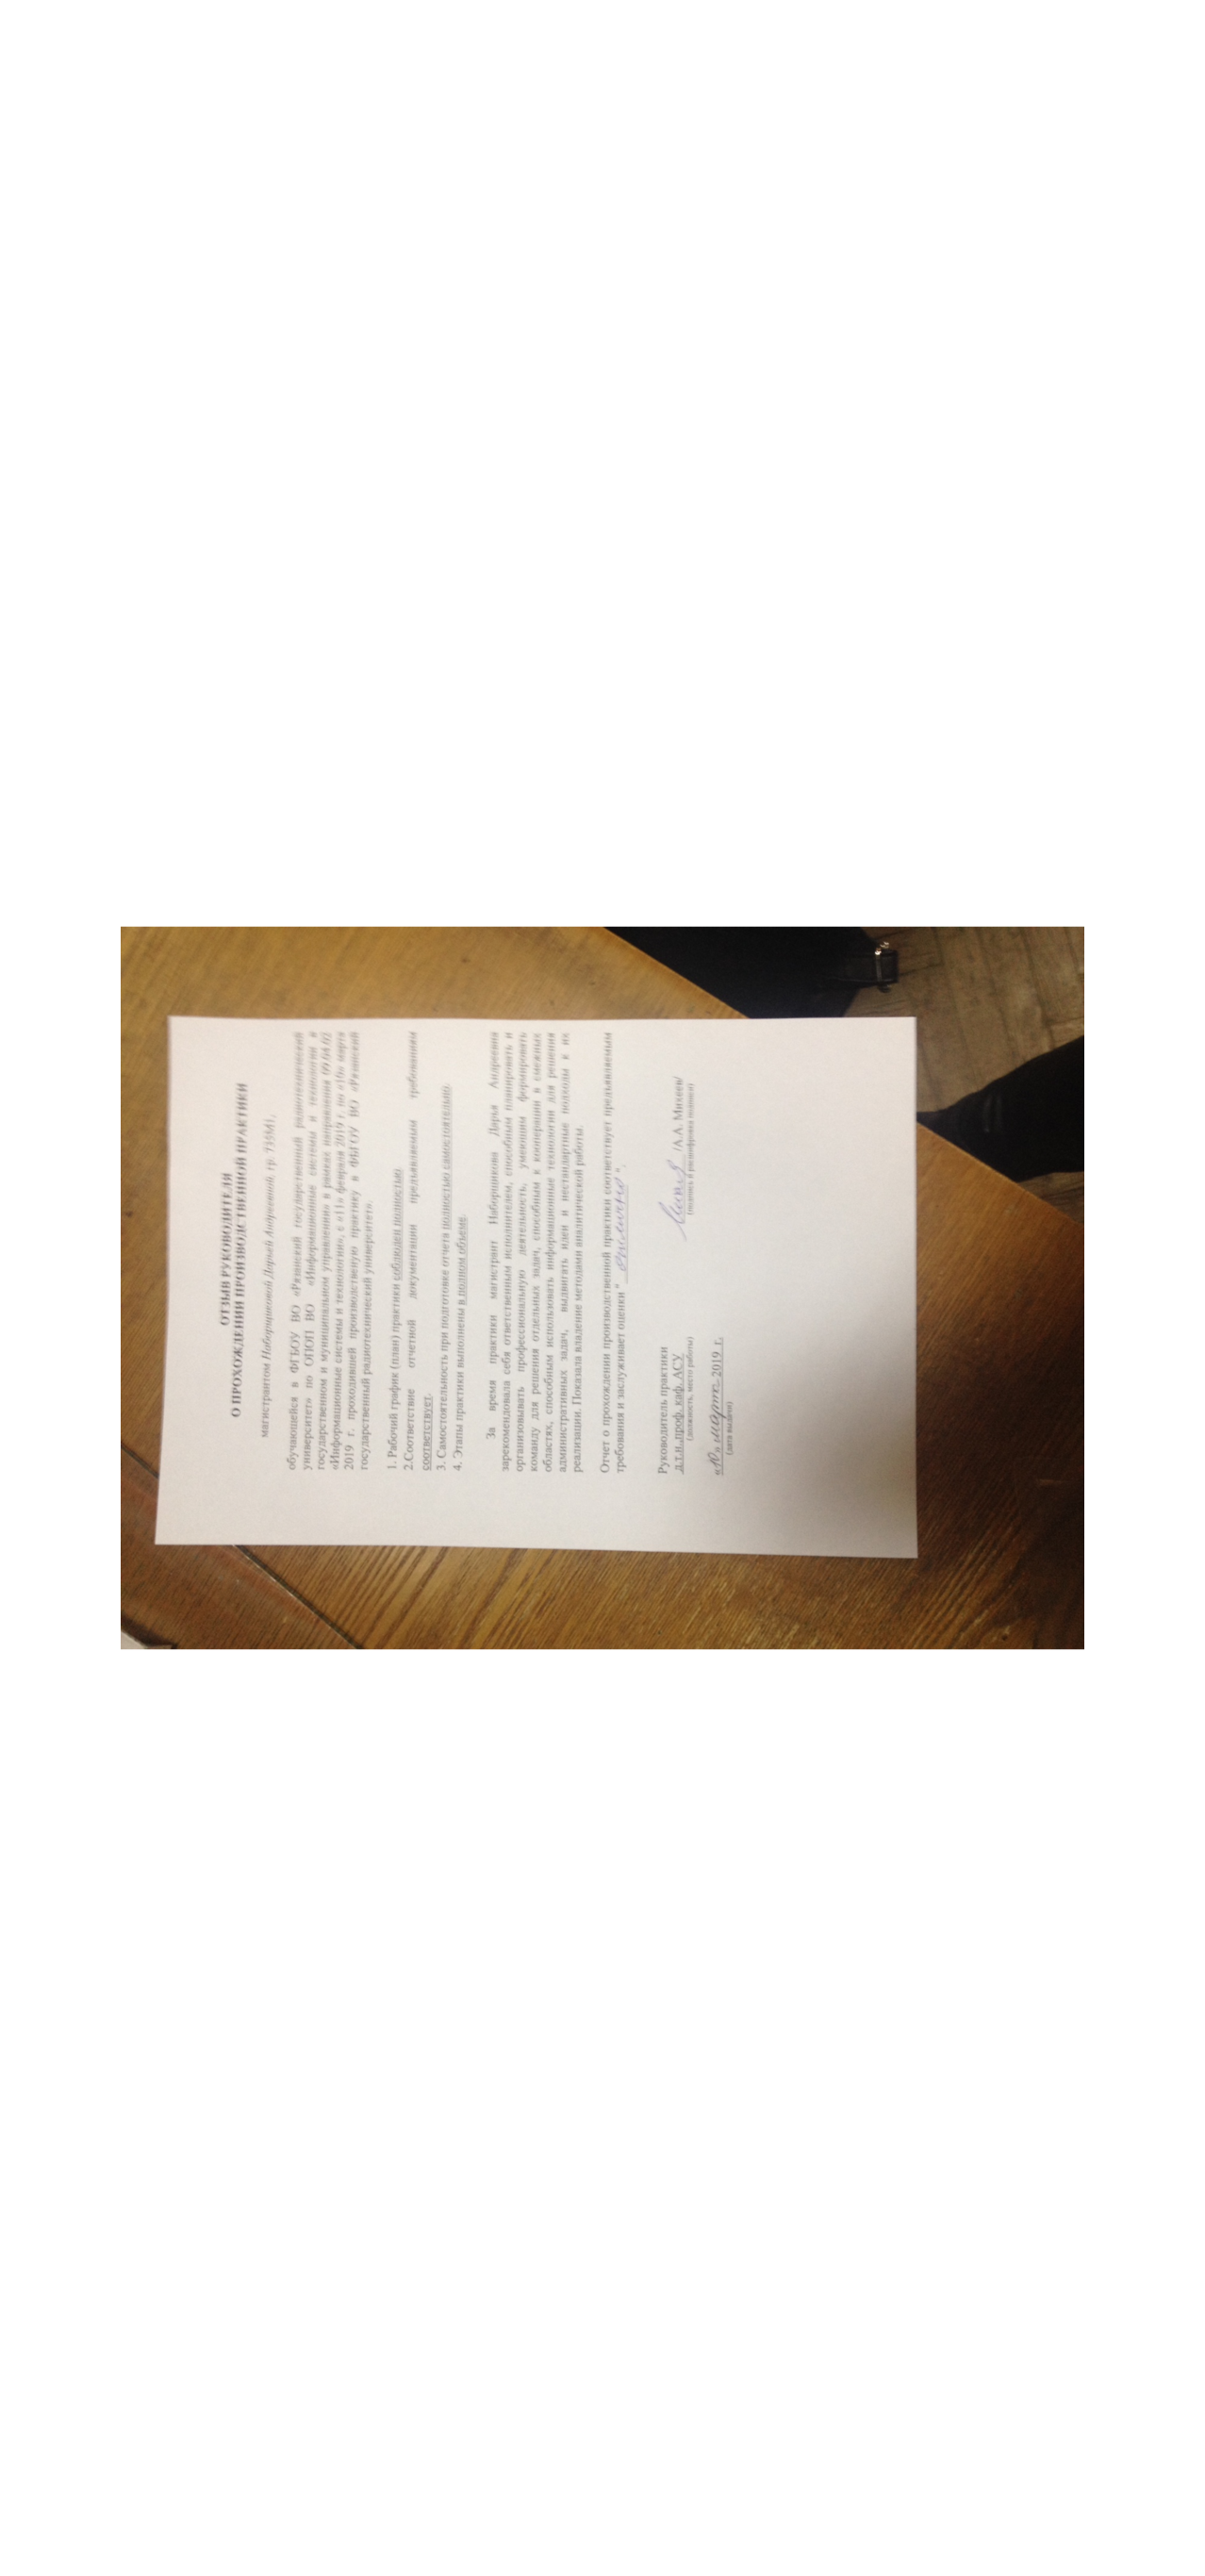 ОТЗЫВ РУКОВОДИТЕЛЯ
О ПРОХОЖДЕНИИ ПРОИЗВОДСТВЕННОЙ ПРАКТИКИ
магистрантом Наборщиковой Дарьей Андреевной, гр.
обучающейся в ФГБОУ ВО «Рязанский государственный радиотехнический
университет» по ОПОП ВО «Информационные системы и технологии в
государственном и муниципальном управлении» в рамках направления 09.04.02
«Информационные системы и технологии», с «11» февраля 2019 г. по «10» марта
2019 г. проходившей производственную практику в ФБГОУ ВО «Рязанский
государственный радиотехнический университет».
1. Рабочий график (план) практики соблюден полностью
2.Соответствие отчетной документации предъявляемым требованиям
соответствует.
3. Самостоятельность при подготовке отчета полностью самостоятельно.
4. Этапы практики выполнены в полном объеме.
За время практики магистрант Наборщикова Дарья Андреевна
зарекомендовала себя ответственным исполнителем, способным планировать и
организовывать профессиональную деятельность, умеющим формировать
команду для решения отдельных задач, способным к кооперации в смежных
областях, способным использовать информационные технологии для решения
административных задач, выдвигать идеи и нестандартные подходы к их
реализации. Показала владение методами аналитической работы.
Отчет о прохождении производственной практики соответствует предъявляемым
требования и заслуживает оценки " отлично ".
Руководитель практики
д.т.н., проф. каф. АСУ /А.А. Михеев/
(должность, место работы) (подпись и расшифровка подписи)
«10» марта 2019 г.
(дата выдачи)